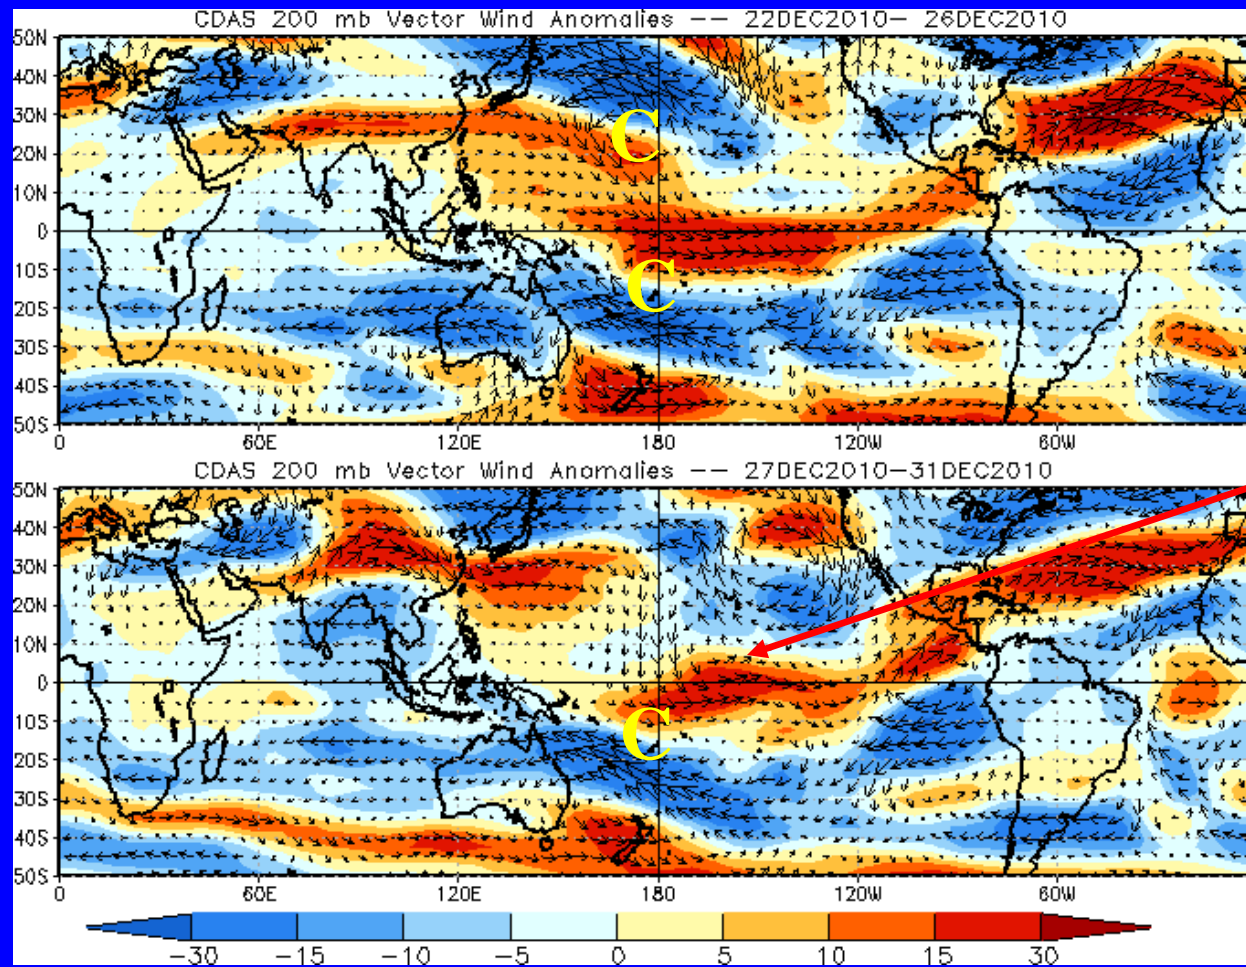 CDAS 200 mb Vector Wind Anomalies -- 22DEC2010- 26DEC2010
50N
40N
30N
C
20N
10N
0
10S
C
20S
30S
40S
50S
0 60E 120E 180 120W 60W
CDAS 200 mb Vector Wind Anomalies -- 27DEC2010-31DEC2010
50N
40N
30N
20N
10N
0
10S
C
20S
30S
40S
50S
0 60E 120E 180 120W 60W
-30 -15 -10 -5 0 5 10 15 30